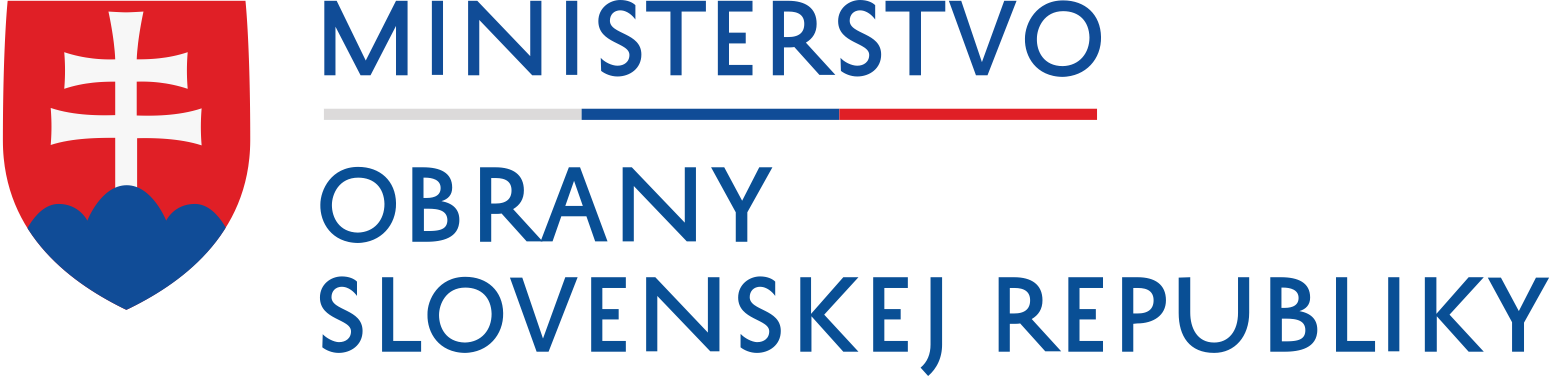 MINISTERSTVO
OBRANY
SLOVENSKEJ REPUBLIKY